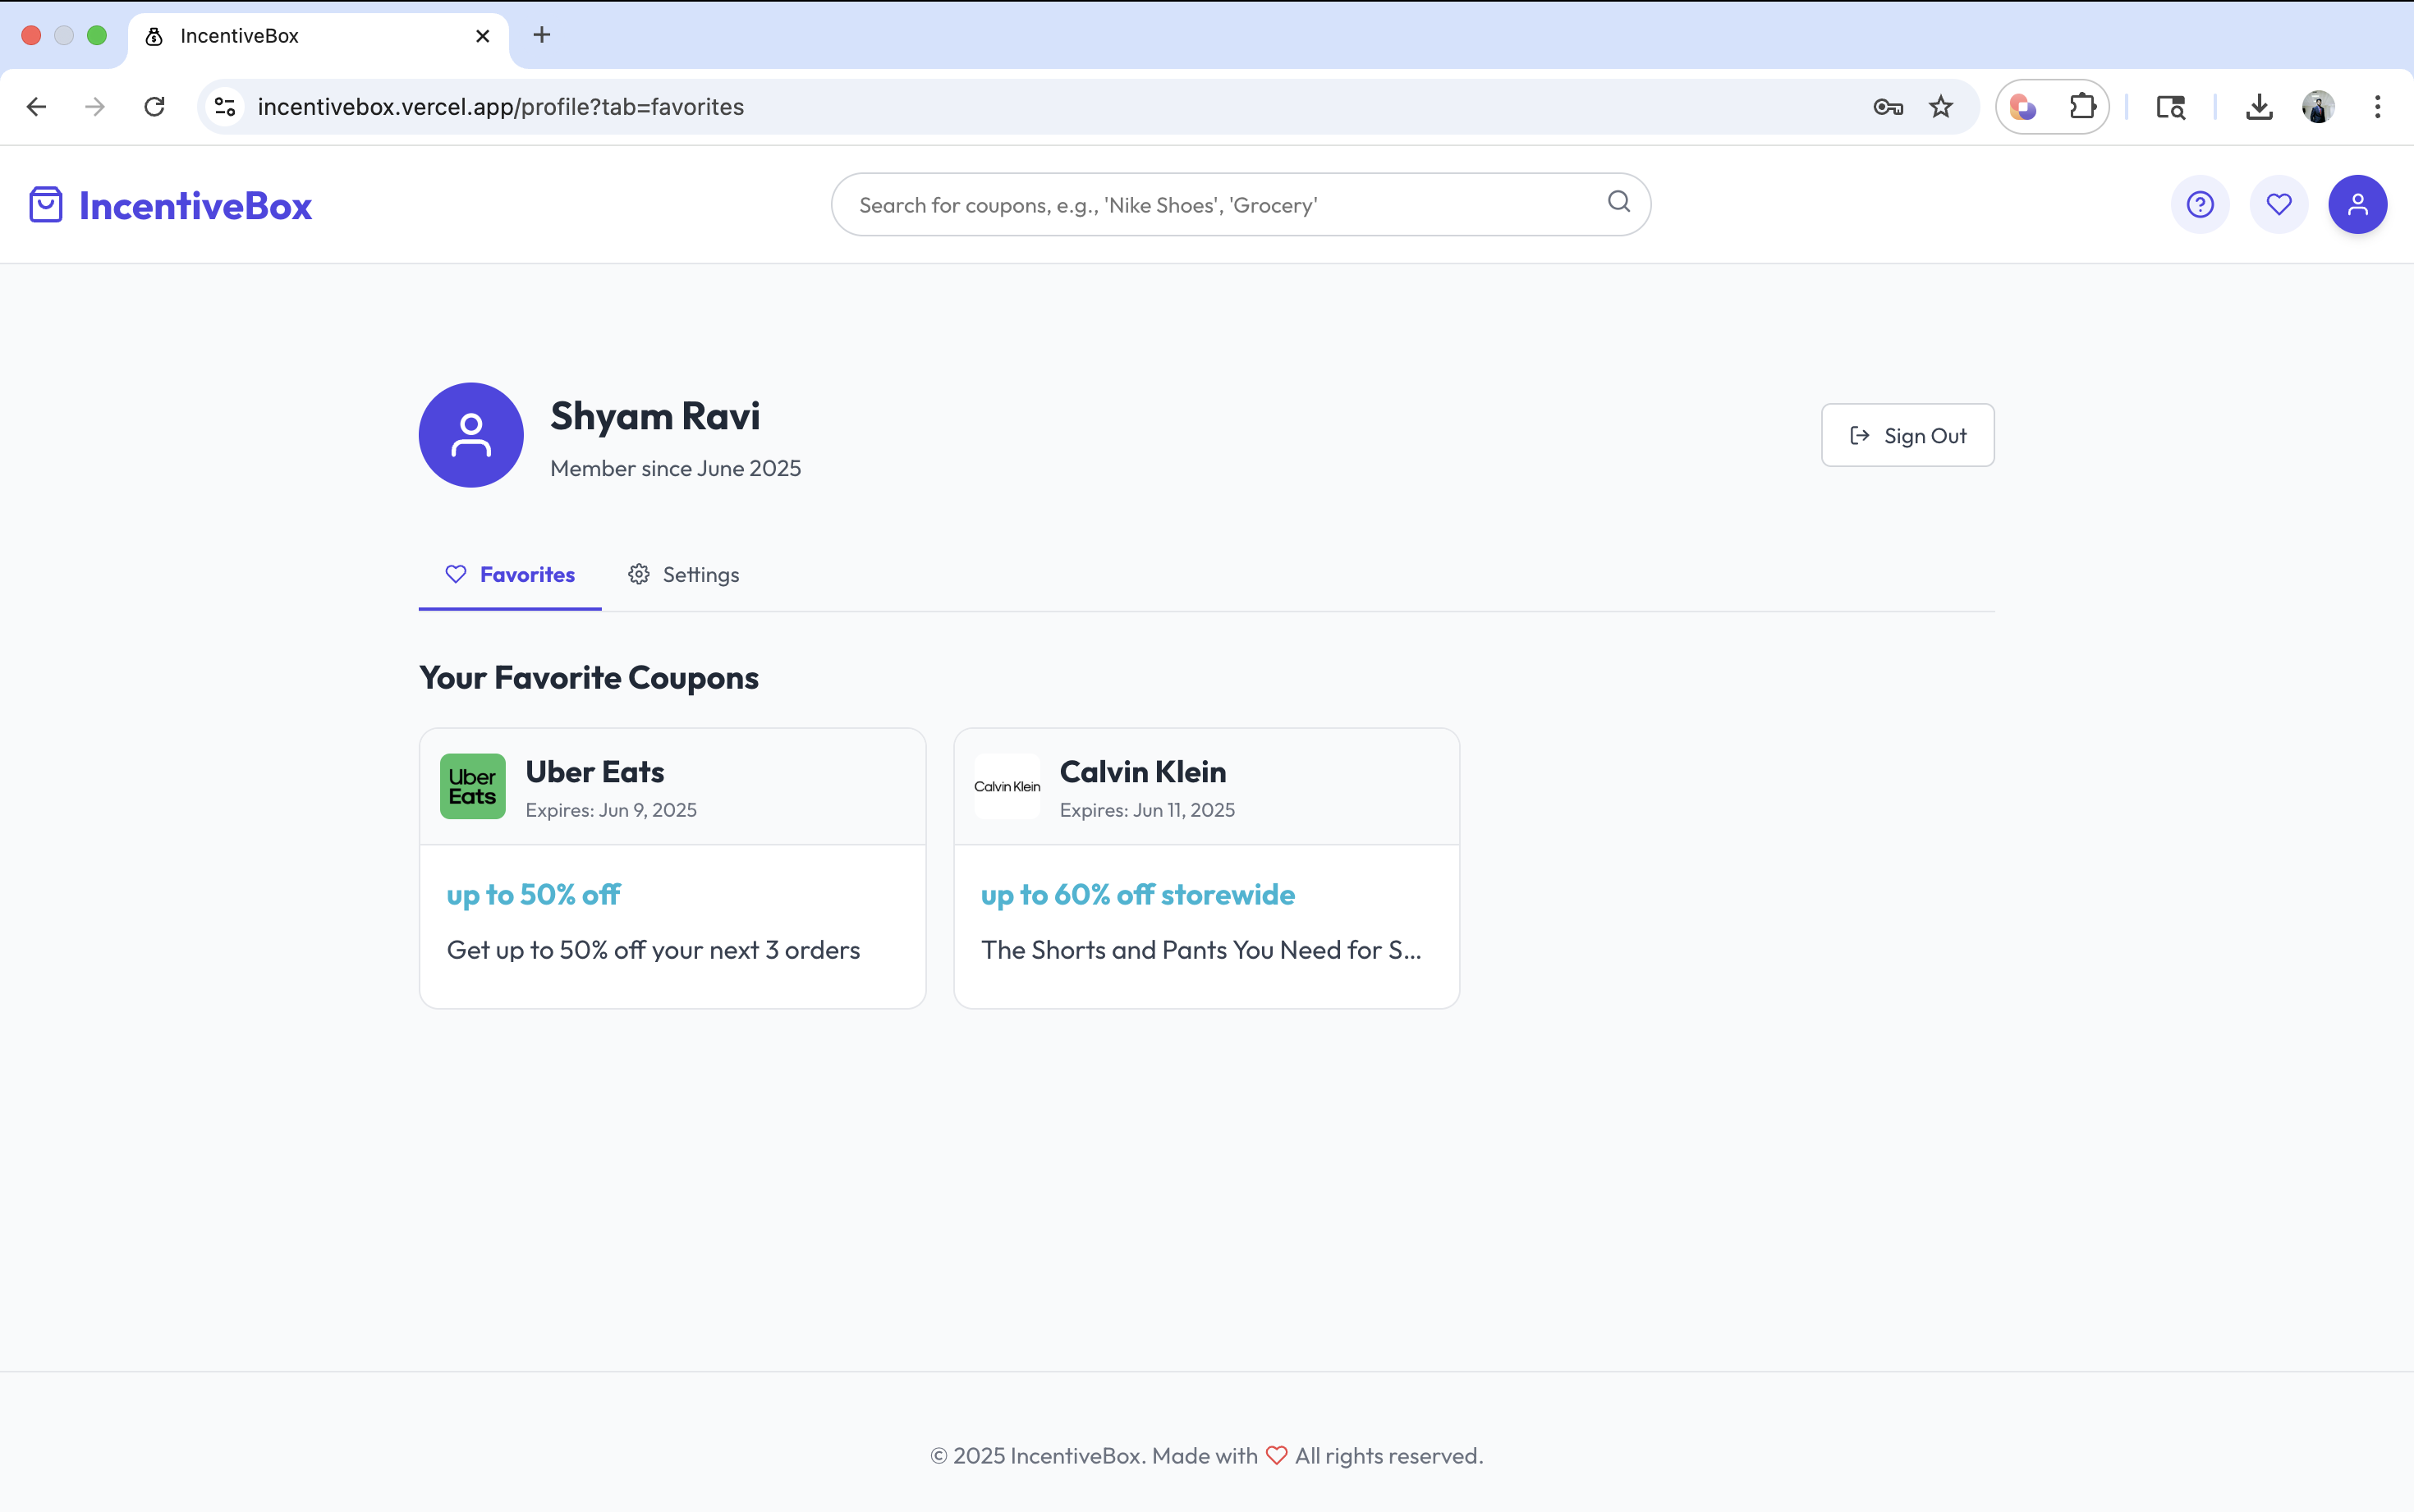 IncentiveBox
incentivebox.vercel.app/profile?tab=favorites
IncentiveBox
Search for coupons, e.g., 'Nike Shoes', 'Grocery'
Shyam Ravi
Member since June 2025
Sign Out
Favorites
Settings
Your Favorite Coupons
Uber Eats
Uber Eats
Expires: Jun 9, 2025
up to 50% off
Get up to 50% off your next 3 orders
Calvin Klein
Calvin Klein
Expires: Jun 11, 2025
up to 60% off storewide
The Shorts and Pants You Need for S...
© 2025 IncentiveBox. Made with All rights reserved.